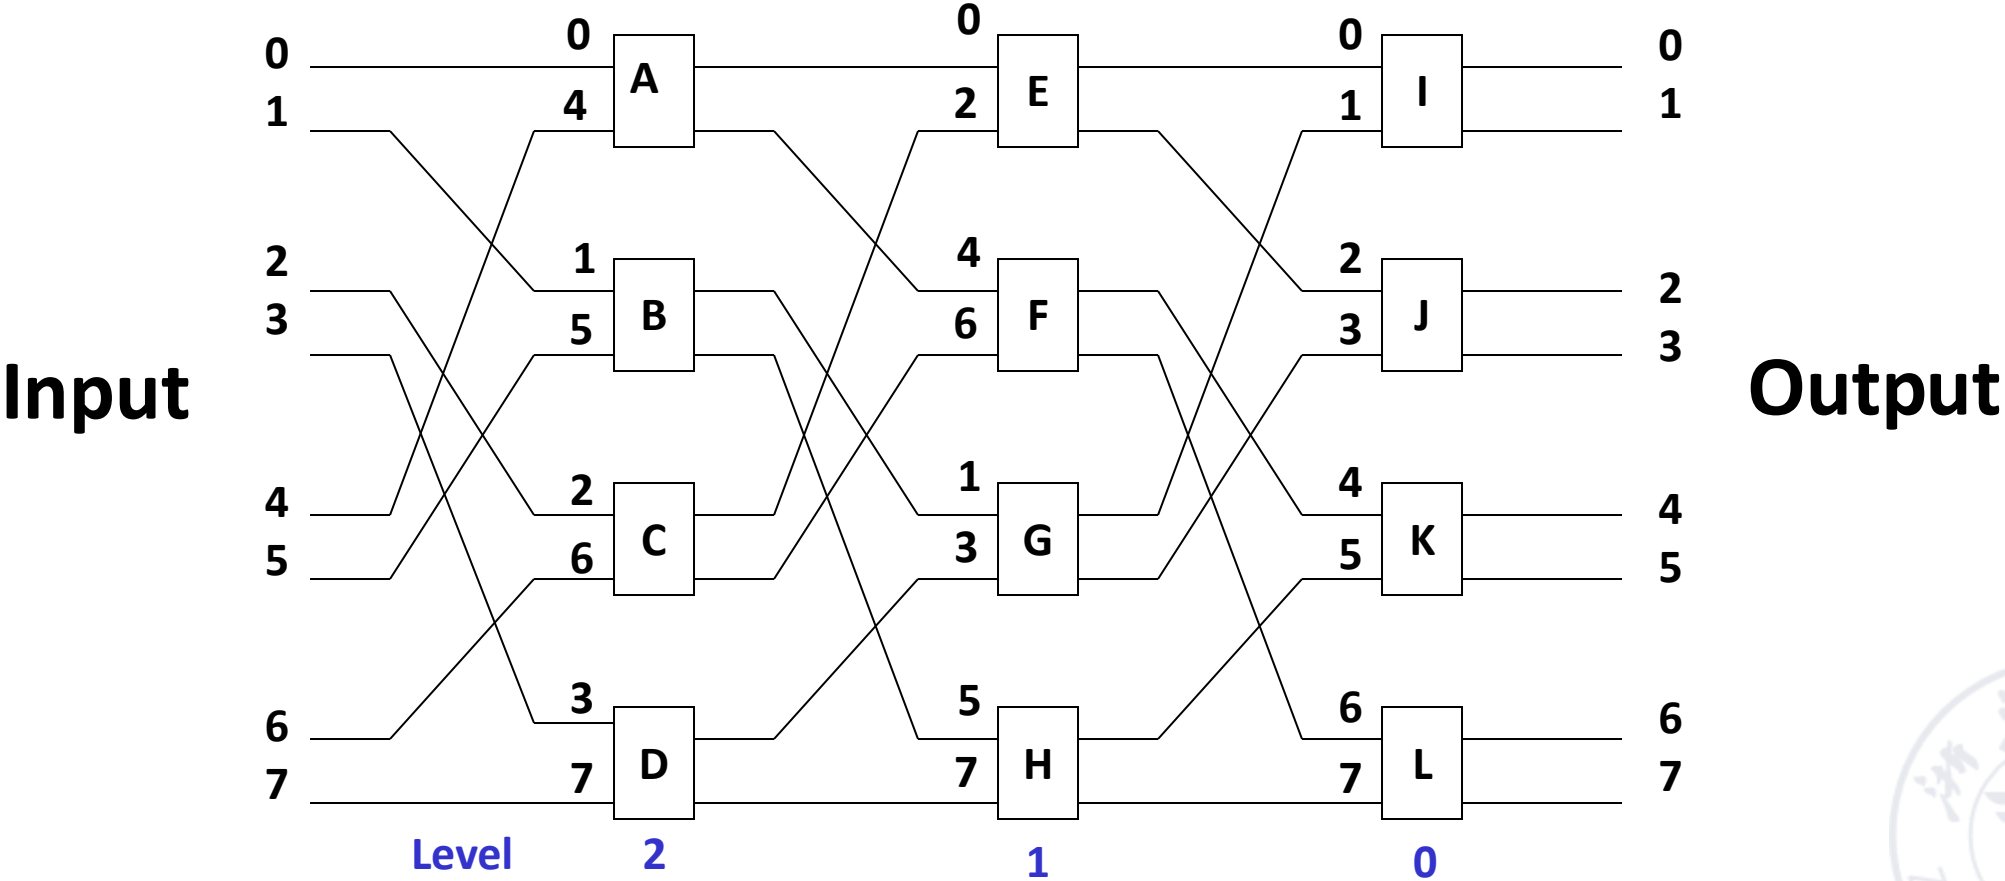 0 0 0 0 0
A E I
1 4 2 1 1
2 1 4 2 2
B F J
3 5 6 3 3
Input Output
4 2 1 4 4
C G K
5 6 3 5 5
6 3 5 6 6
D H L
7 7 7 7 7
Level 2 1 0
浙